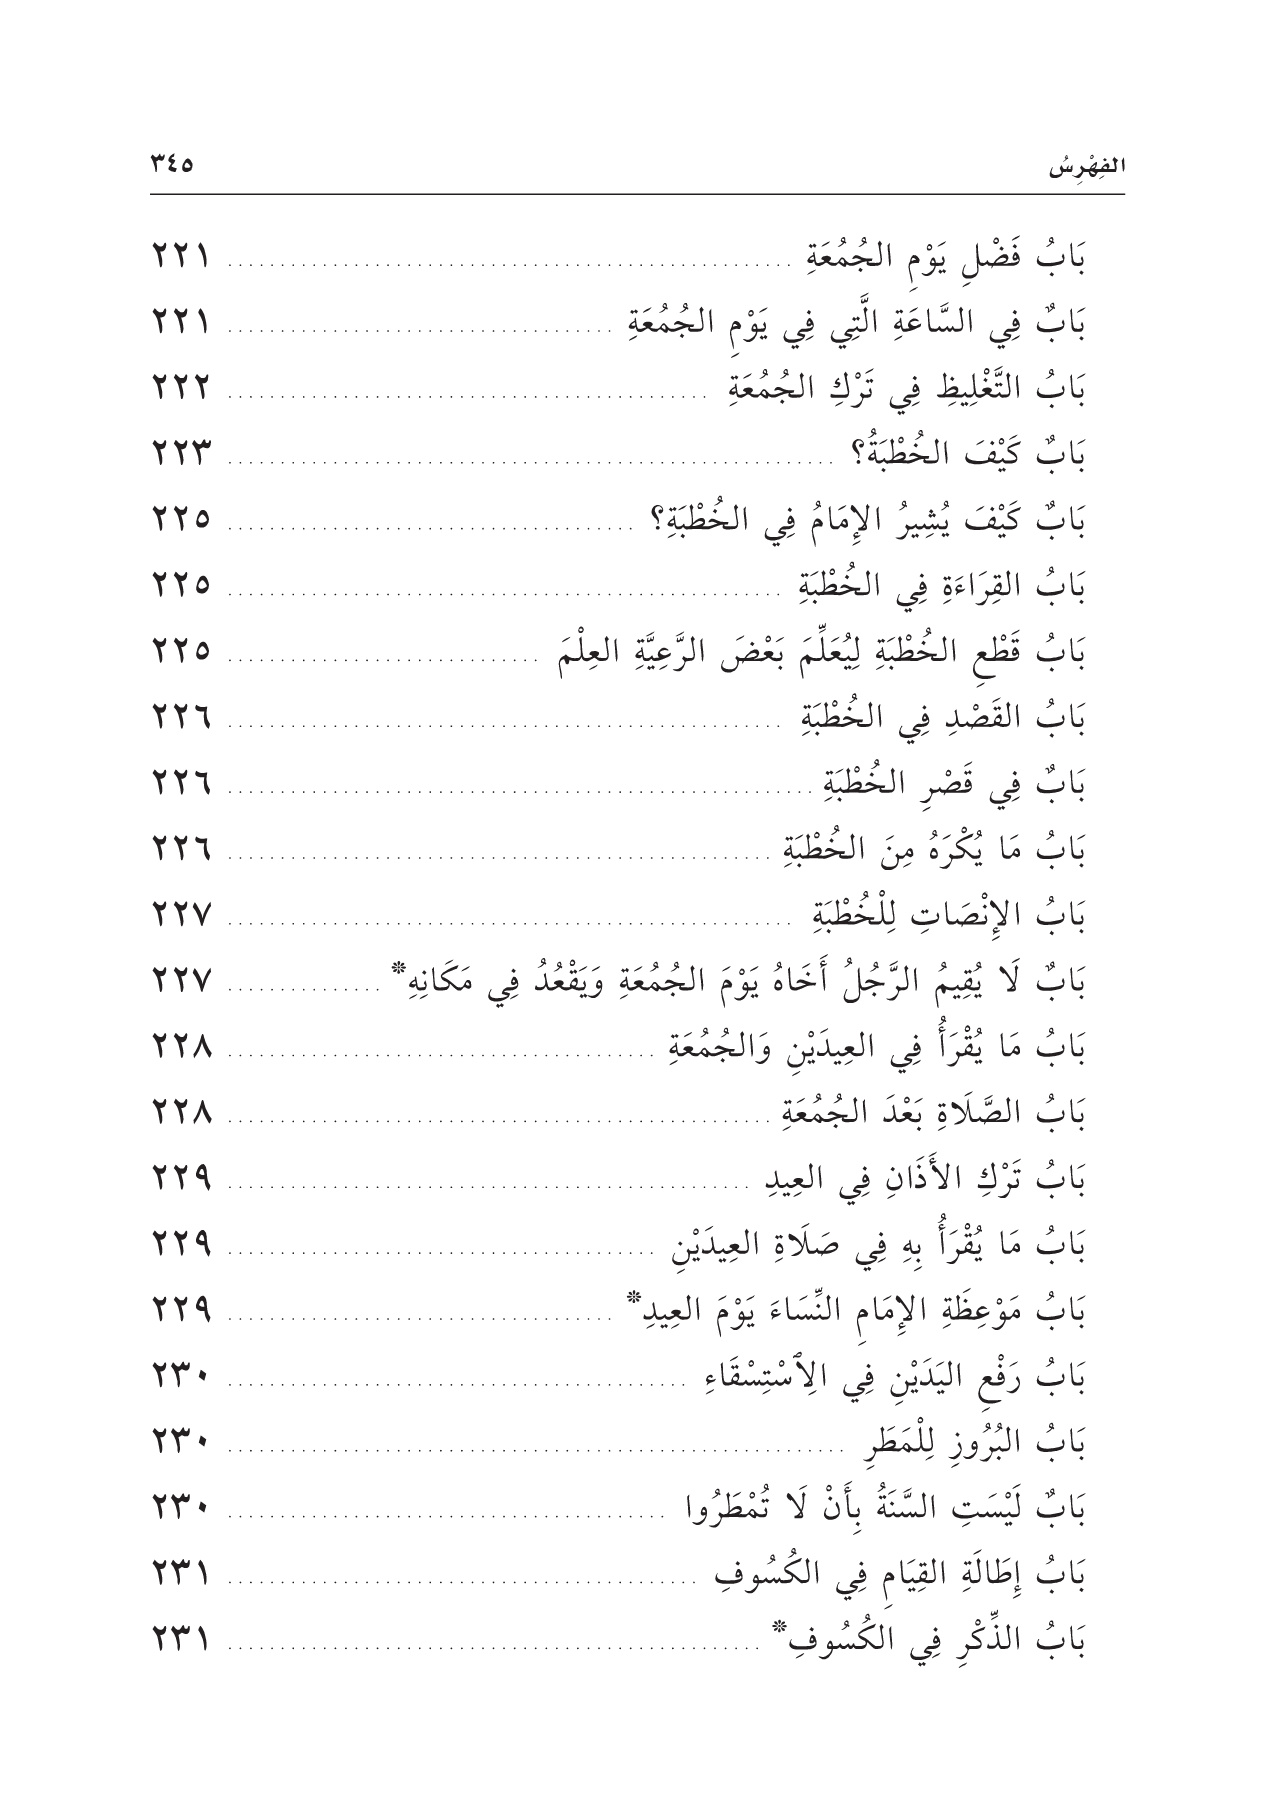 الفِهْرِسُ ٣٤٥
بَابُ فَضْلِ يَوْمِ الجُمُعَةِ ٢٢١
بَابٌ فِي السَّاعَةِ الَّتِي فِي يَوْمِ الجُمُعَةِ ٢٢١
بَابُ التَّغْلِيظِ فِي تَرْكِ الجُمُعَةِ ٢٢٢
بَابٌ كَيْفَ الخُطْبَةُ؟ ٢٢٣
بَابٌ كَيْفَ يُشِيرُ الإِمَامُ فِي الخُطْبَةِ؟ ٢٢٥
بَابُ القِرَاءَةِ فِي الخُطْبَةِ ٢٢٥
بَابُ قَطْعِ الخُطْبَةِ لِيُعَلِّمَ بَعْضَ الرَّعِيَّةِ العِلْمَ ٢٢٥
بَابُ القَصْدِ فِي الخُطْبَةِ ٢٢٦
بَابٌ فِي قَصْرِ الخُطْبَةِ ٢٢٦
بَابُ مَا يُكْرَهُ مِنَ الخُطْبَةِ ٢٢٦
بَابُ الإِنْصَاتِ لِلْخُطْبَةِ ٢٢٧
بَابٌ لَا يُقِيمُ الرَّجُلُ أَخَاهُ يَوْمَ الجُمُعَةِ وَيَقْعُدُ فِي مَكَانِهِ* ٢٢٧
بَابُ مَا يُقْرَأُ فِي العِيدَيْنِ وَالجُمُعَةِ ٢٢٨
بَابُ الصَّلَاةِ بَعْدَ الجُمُعَةِ ٢٢٨
بَابُ تَرْكِ الأَذَانِ فِي العِيدِ ٢٢٩
بَابُ مَا يُقْرَأُ بِهِ فِي صَلَاةِ العِيدَيْنِ ٢٢٩
بَابُ مَوْعِظَةِ الإِمَامِ النِّسَاءَ يَوْمَ العِيدِ* ٢٢٩
بَابُ رَفْعِ اليَدَيْنِ فِي الِٱسْتِسْقَاءِ ٢٣٠
بَابُ البُرُوزِ لِلْمَطَرِ ٢٣٠
بَابٌ لَيْسَتِ السَّنَةُ بِأَنْ لَا تُمْطَرُوا ٢٣٠
بَابُ إِطَالَةِ القِيَامِ فِي الكُسُوفِ ٢٣١
بَابُ الذِّكْرِ فِي الكُسُوفِ* ٢٣١